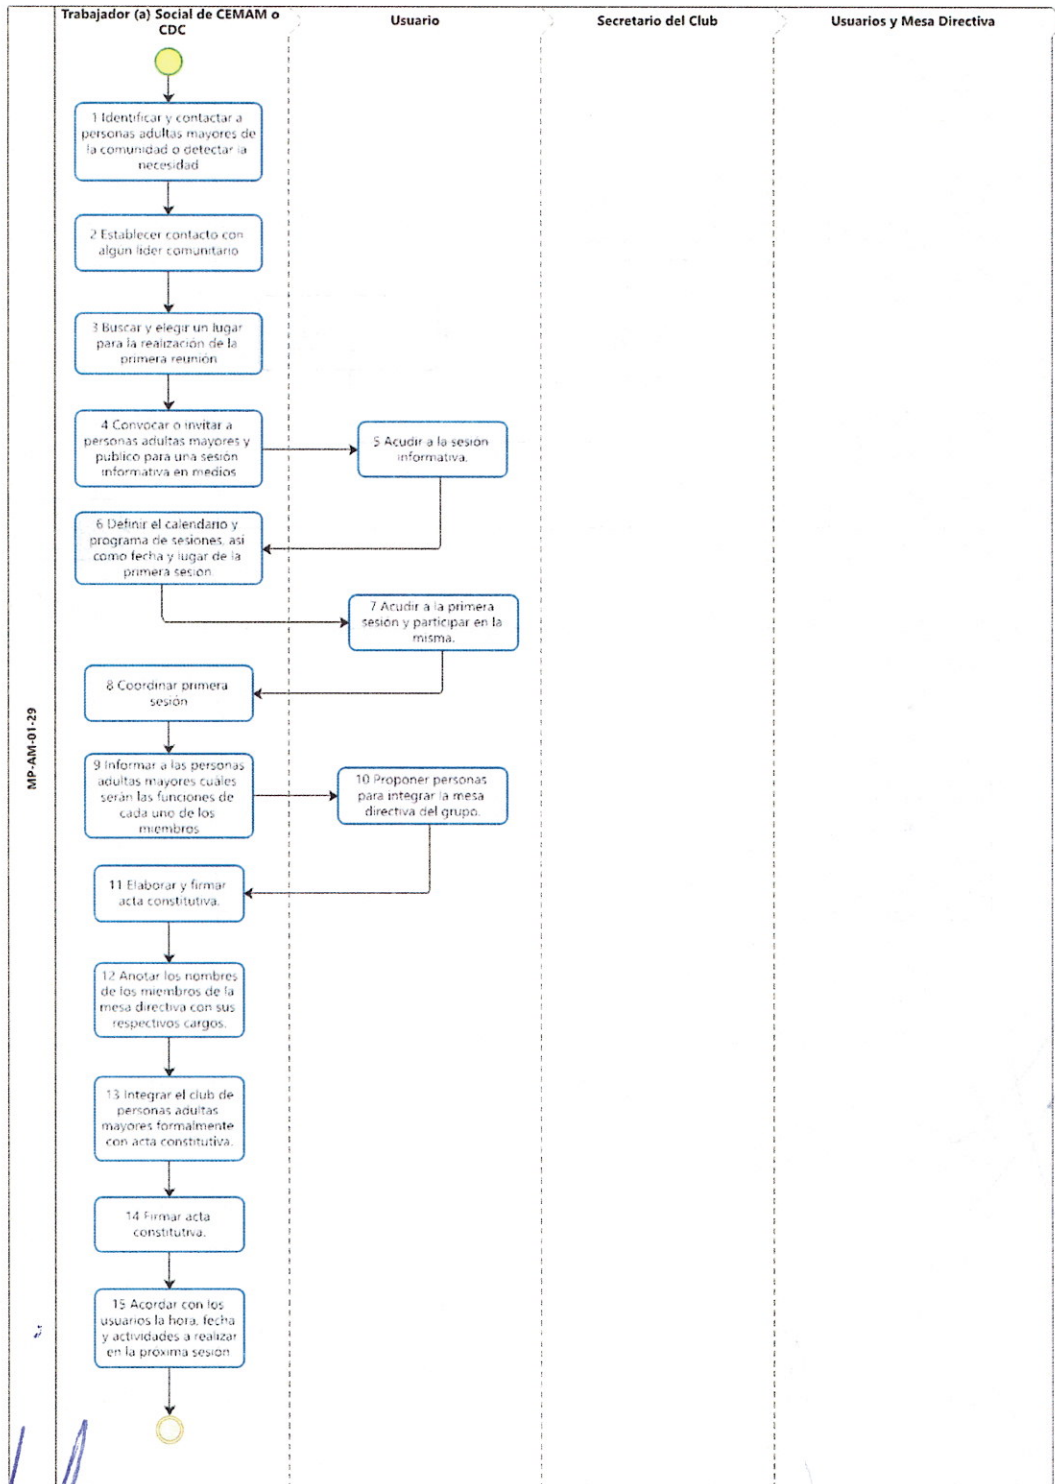 Trabajador (a) Social de CEMAM o
CDC
Usuario
Secretario del Club
Usuarios y Mesa Directiva
MP-AM-01-29
1 Identificar y contactar a
personas adultas mayores de
la comunidad o detectar la
necesidad
2 Establecer contacto con
algun lider comunitario
3 Buscar y elegir un lugar
para la realización de la
primera reunión
4 Convocar o invitar a
personas adultas mayores y
publico para una sesión
informativa en medios
5 Acudir a la sesión
informativa.
6 Definir el calendario y
programa de sesiones, asi
como fecha y lugar de la
primera sesión.
7 Acudir a la primera
sesión y participar en la
misma.
8 Coordinar primera
sesión
9 Informar a las personas
adultas mayores cuáles
serán las funciones de
cada uno de los
miembros
10 Proponer personas
para integrar la mesa
directiva del grupo.
11 Elaborar y firmar
acta constitutiva.
12 Anotar los nombres
de los miembros de la
mesa directiva con sus
respectivos cargos.
13 Integrar el club de
personas adultas
mayores formalmente
con acta constitutiva.
14 Firmar acta
constitutiva.
15 Acordar con los
usuarios la hora, fecha
y actividades a realizar
en la próxima sesión